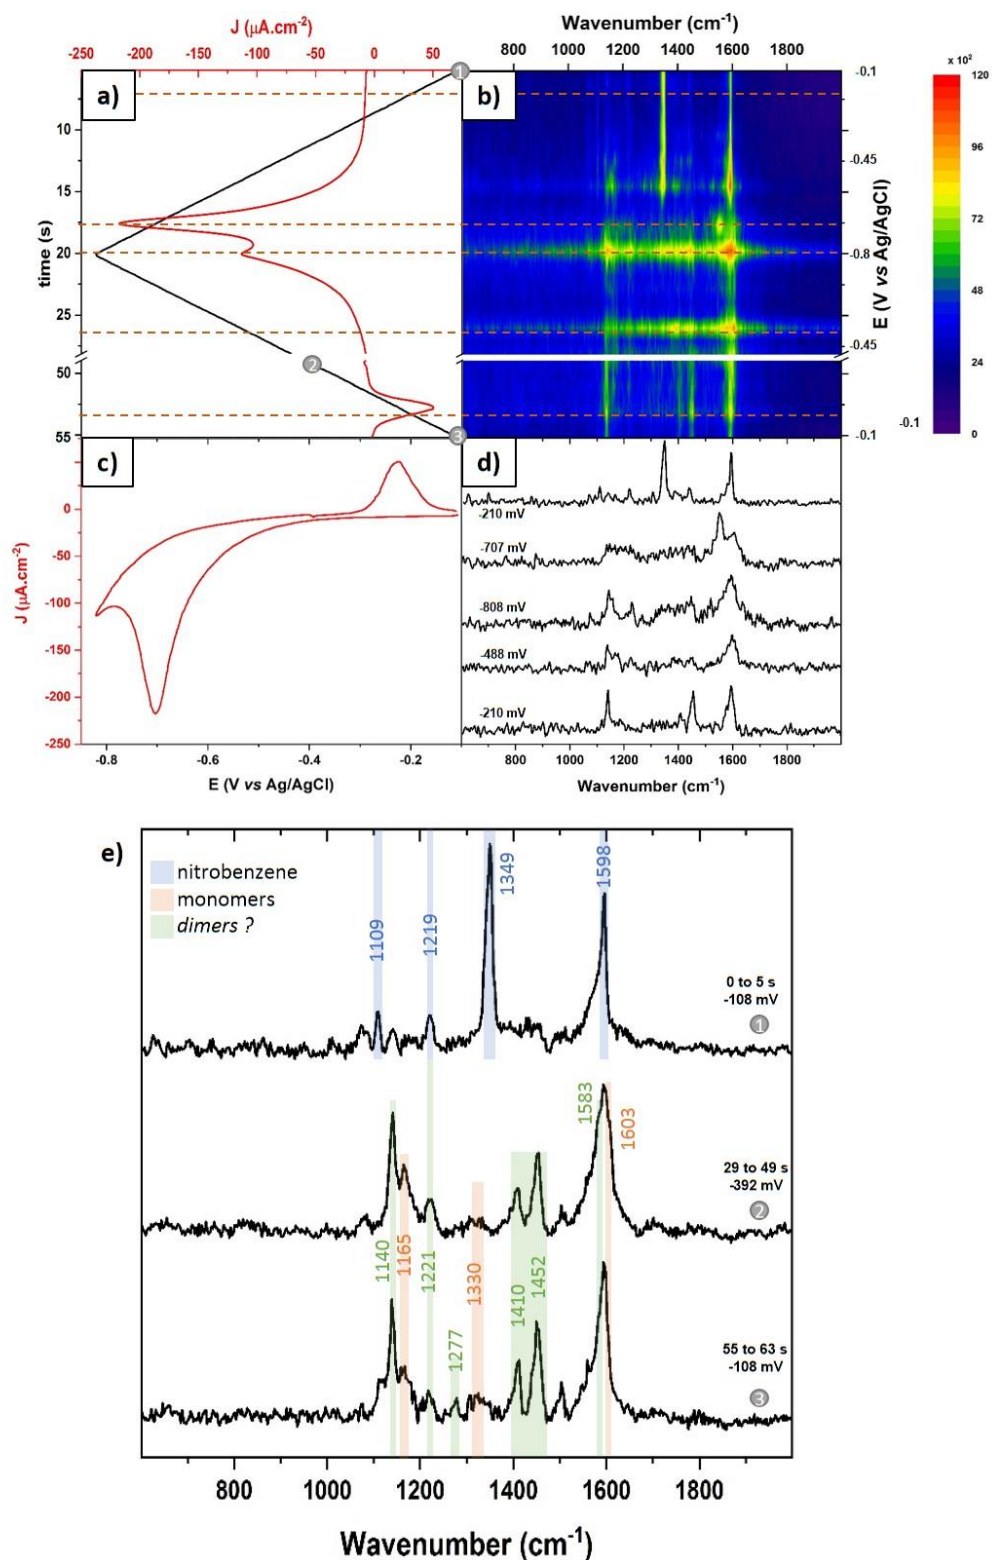 J (µA.cm⁻²)
-250 -200 -150 -100 -50 0 50
Wavenumber (cm⁻¹)
800 1000 1200 1400 1600 1800
a)
1
b)
10
15
20
25
50
55
time (s)
2
3
-0.1
-0.45
-0.8
-0.45
-0.1
E (V vs Ag/AgCl)
-0.1
x 10²
120
96
72
48
24
0
c)
0
-50
-100
-150
-200
-250
J (µA.cm⁻²)
-0.8 -0.6 -0.4 -0.2
E (V vs Ag/AgCl)
d)
-210 mV
-707 mV
-808 mV
-488 mV
-210 mV
800 1000 1200 1400 1600 1800
Wavenumber (cm⁻¹)
e)
nitrobenzene
monomers
dimers ?
1109
1219
1349
1598
0 to 5 s
-108 mV
1
1583
1603
29 to 49 s
-392 mV
2
1140
1165
1221
1277
1330
1410
1452
55 to 63 s
-108 mV
3
800 1000 1200 1400 1600 1800
Wavenumber (cm⁻¹)